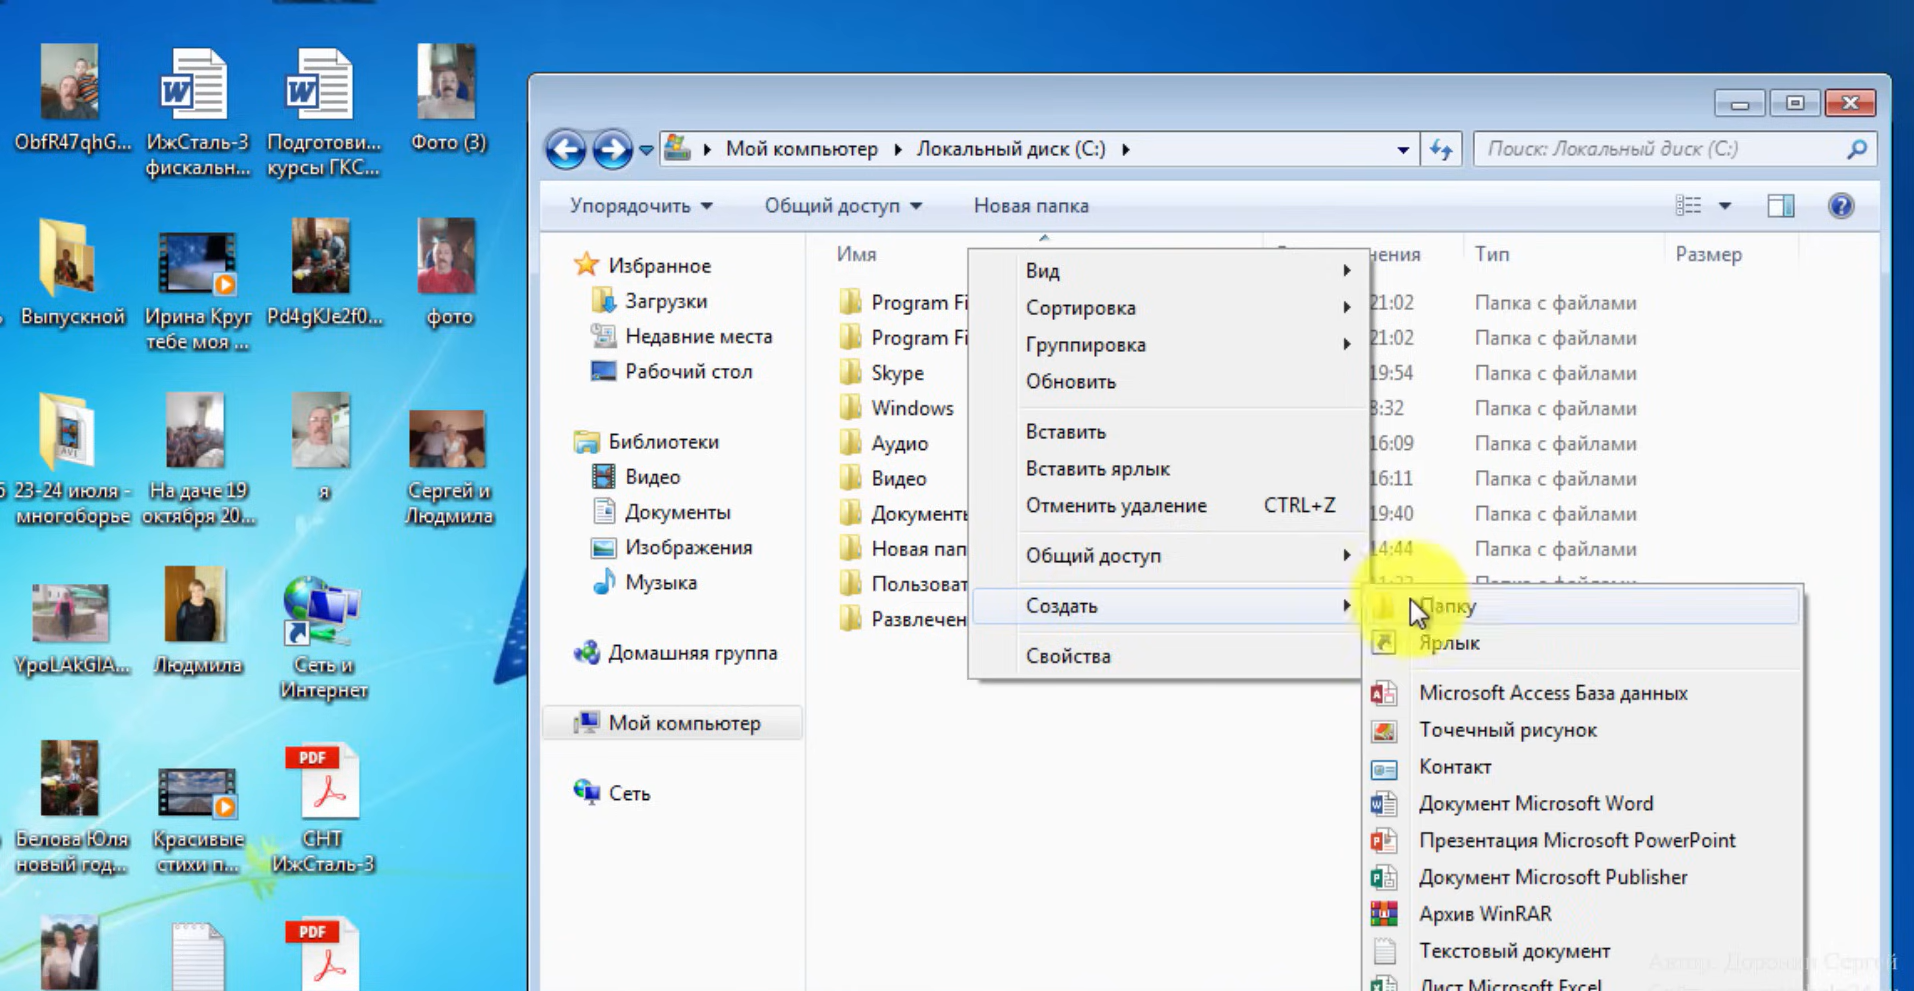 ObfR47qhG...
ИжСталь-3
фискальн...
Подготови...
курсы ГКС...
Фото (3)
Выпускной
Ирина Круг
тебе моя ...
Pd4gKJe2f0...
фото
23-24 июля -
многоборье
На даче 19
октября 20...
я
Сергей и
Людмила
YpoLAkGIA...
Людмила
Сеть и
Интернет
Белова Юля
новый год...
Красивые
стихи п...
PDF
СНТ
ИжСталь-3
PDF
Мой компьютер
Локальный диск (C:)
Поиск: Локальный диск (C:)
Упорядочить
Общий доступ
Новая папка
Избранное
Загрузки
Недавние места
Рабочий стол
Библиотеки
Видео
Документы
Изображения
Музыка
Домашняя группа
Мой компьютер
Сеть
Имя
нения
Тип
Размер
Program Fi
21:02
Папка с файлами
Program Fi
21:02
Папка с файлами
Skype
19:54
Папка с файлами
Windows
8:32
Папка с файлами
Аудио
16:09
Папка с файлами
Видео
16:11
Папка с файлами
Документы
19:40
Папка с файлами
Новая пап
14:44
Папка с файлами
Пользоват
Развлечен
Вид
Сортировка
Группировка
Обновить
Вставить
Вставить ярлык
Отменить удаление CTRL+Z
Общий доступ
Создать
Свойства
Папку
Ярлык
Microsoft Access База данных
Точечный рисунок
Контакт
Документ Microsoft Word
Презентация Microsoft PowerPoint
Документ Microsoft Publisher
Архив WinRAR
Текстовый документ
Лист Microsoft Excel